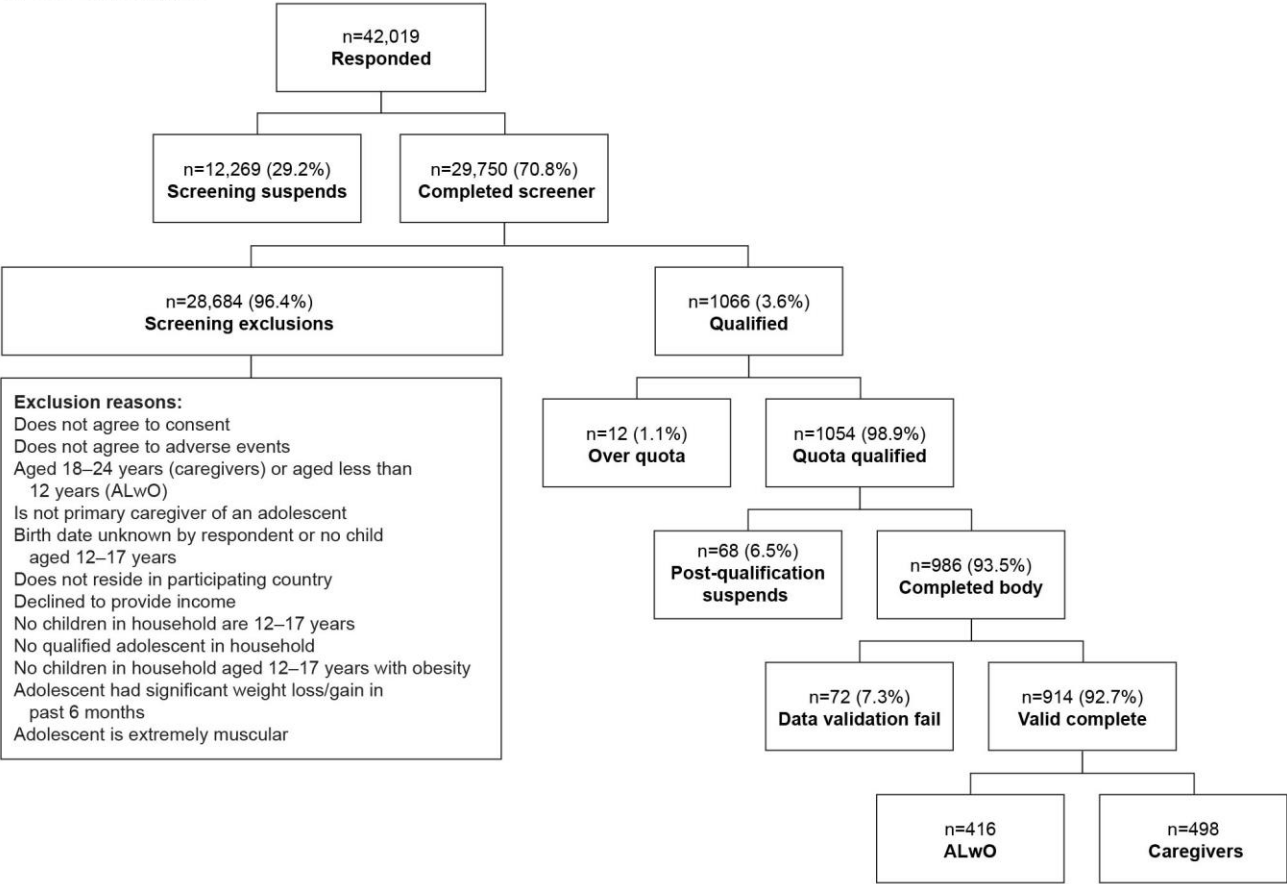 n=42,019
Responded
n=12,269 (29.2%)
Screening suspends
n=29,750 (70.8%)
Completed screener
n=28,684 (96.4%)
Screening exclusions
n=1066 (3.6%)
Qualified
Exclusion reasons:
Does not agree to consent
Does not agree to adverse events
Aged 18–24 years (caregivers) or aged less than
12 years (ALwO)
Is not primary caregiver of an adolescent
Birth date unknown by respondent or no child
aged 12–17 years
Does not reside in participating country
Declined to provide income
No children in household are 12–17 years
No qualified adolescent in household
No children in household aged 12–17 years with obesity
Adolescent had significant weight loss/gain in
past 6 months
Adolescent is extremely muscular
n=12 (1.1%)
Over quota
n=1054 (98.9%)
Quota qualified
n=68 (6.5%)
Post-qualification
suspends
n=986 (93.5%)
Completed body
n=72 (7.3%)
Data validation fail
n=914 (92.7%)
Valid complete
n=416
ALwO
n=498
Caregivers